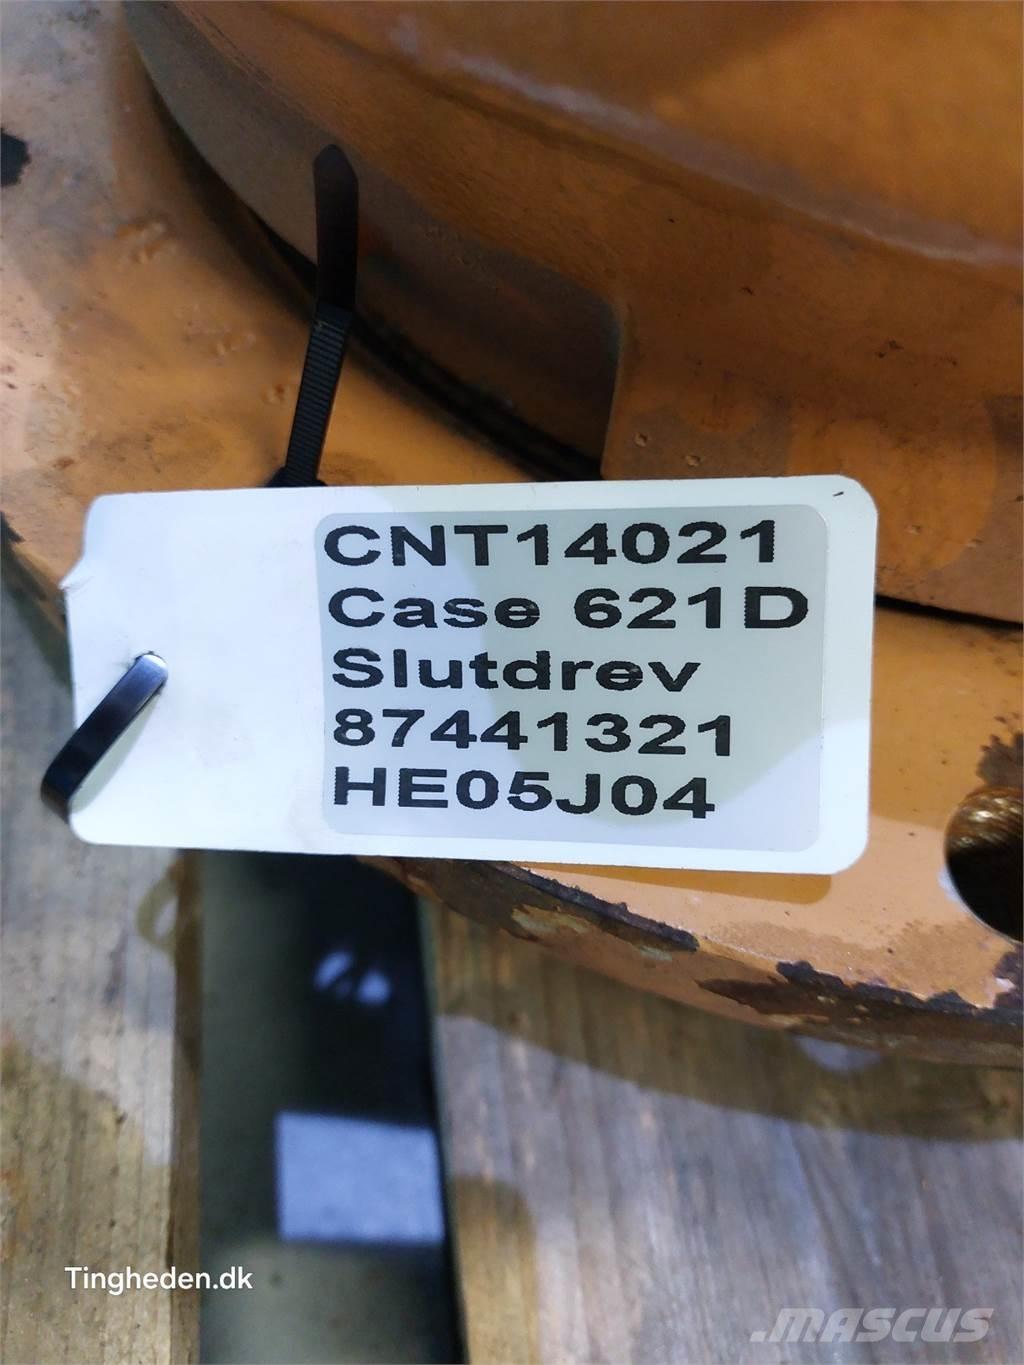 CNT14021
Case 621D
Slutdrev
87441321
HE05J04
Tingheden.dk
.MASCUS